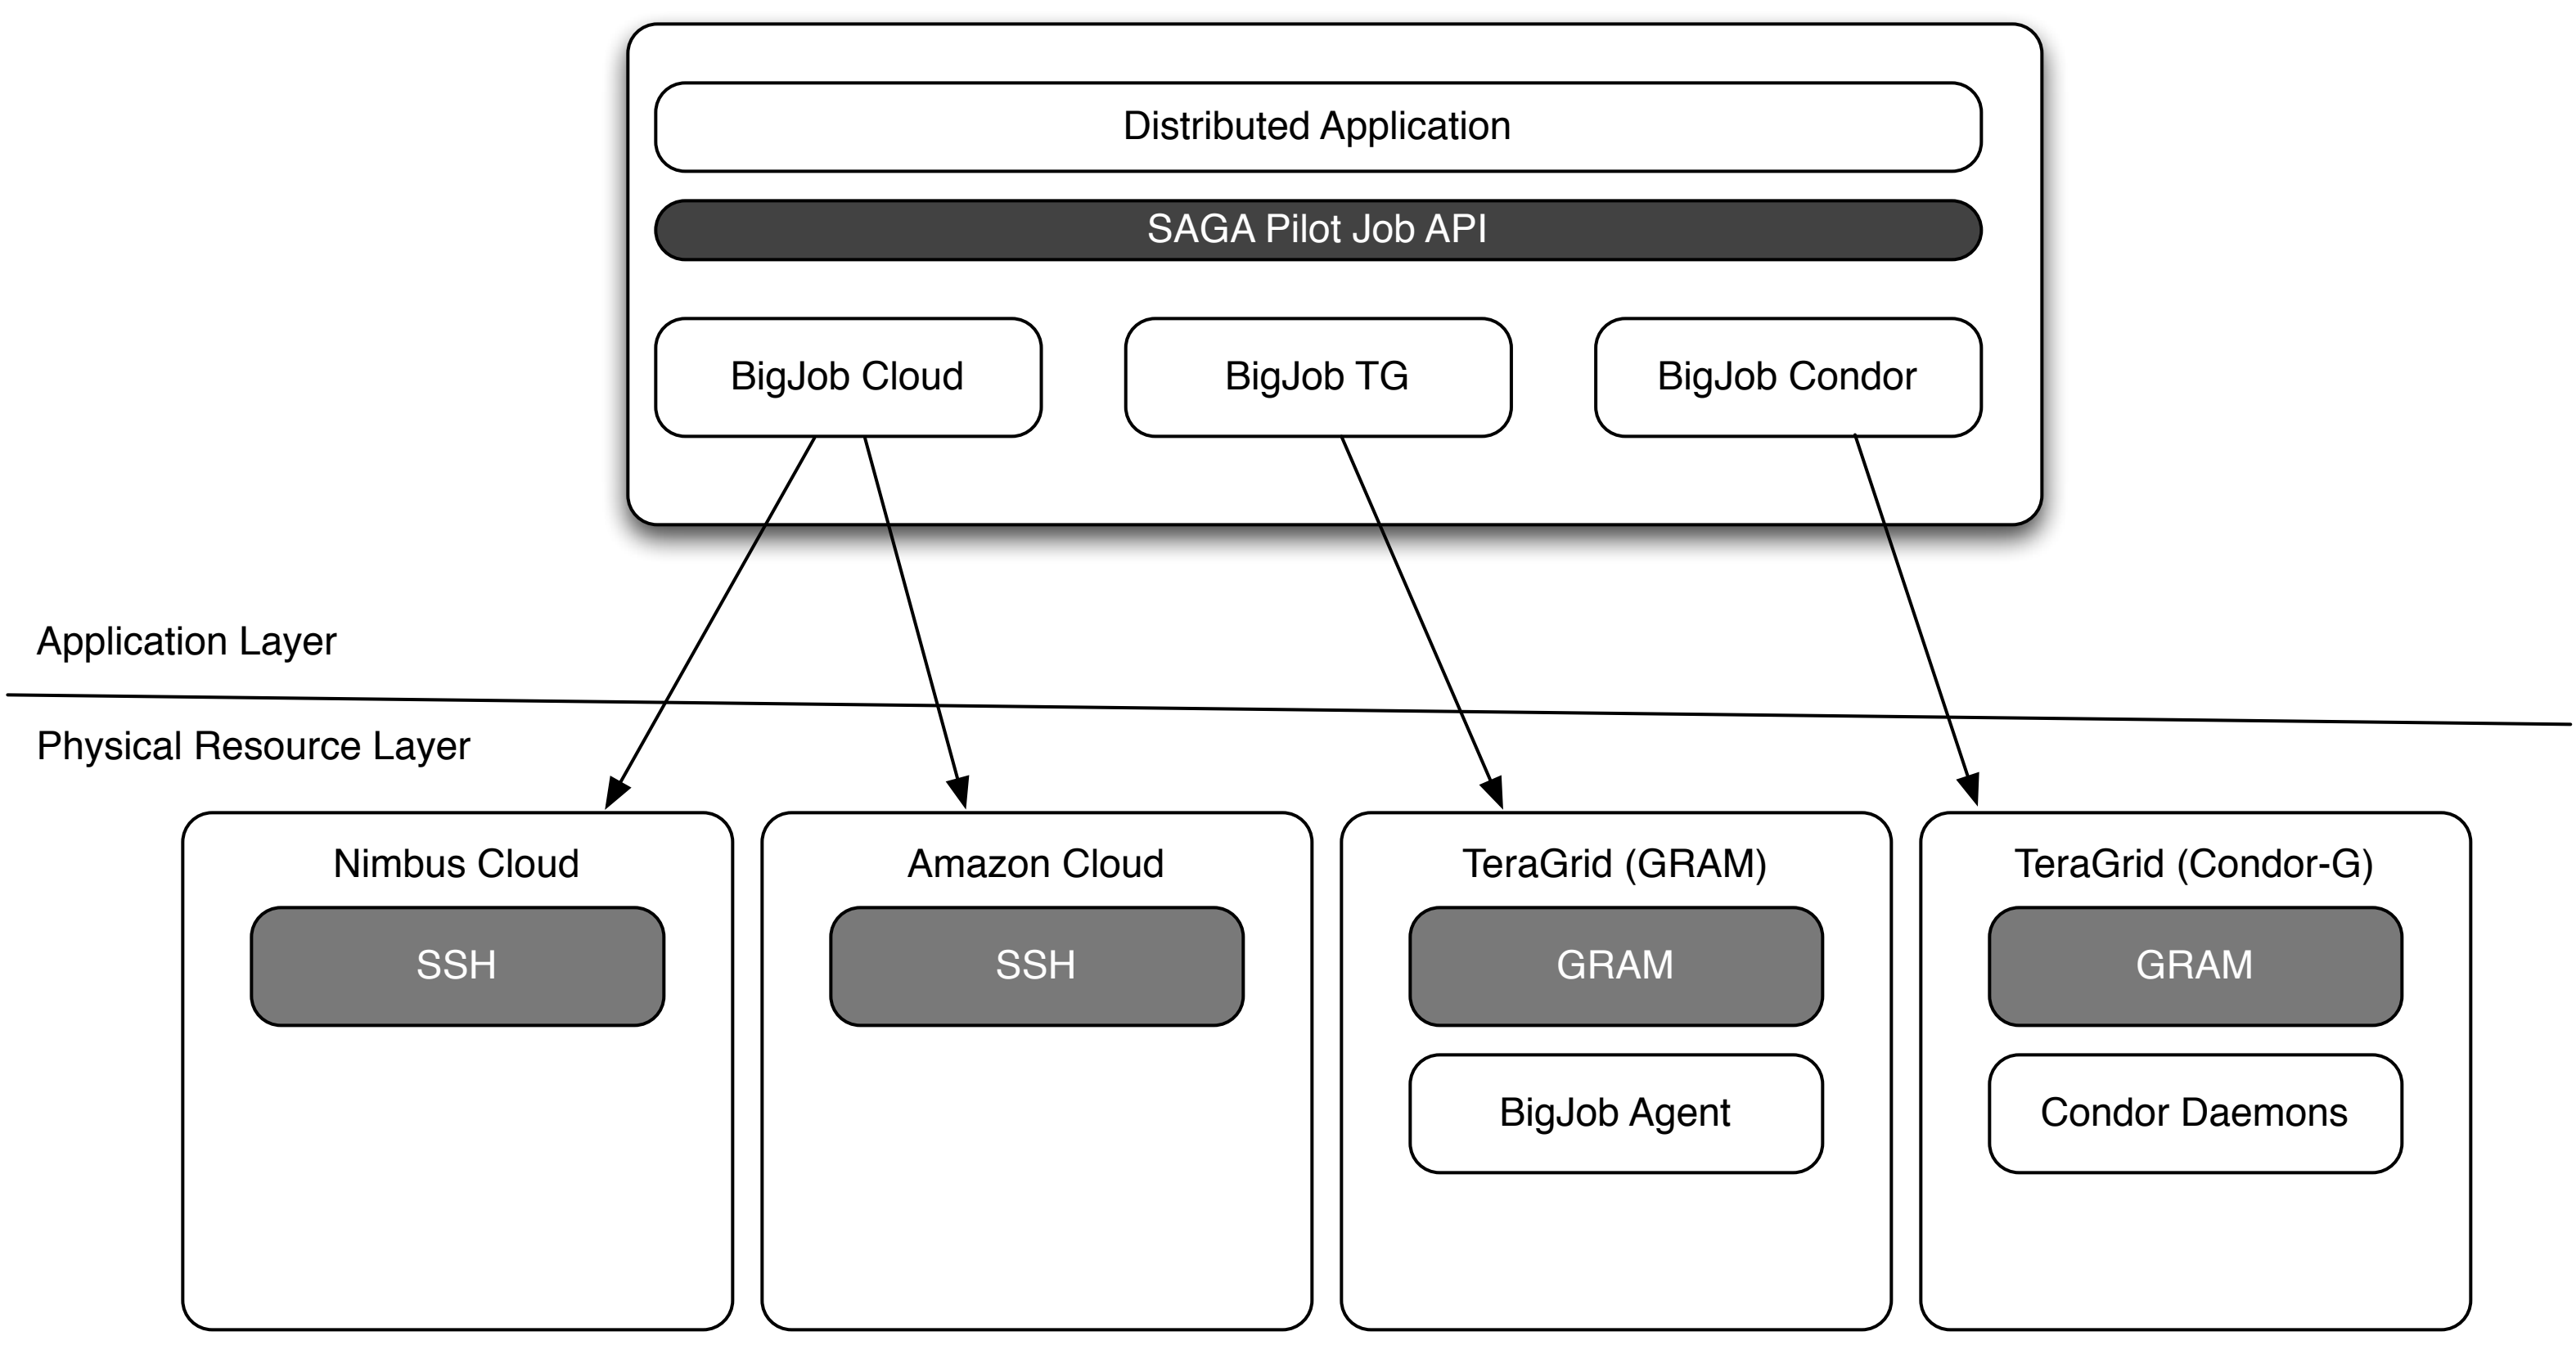 Distributed Application
SAGA Pilot Job API
BigJob Cloud
BigJob TG
BigJob Condor
Application Layer
Physical Resource Layer
Nimbus Cloud
SSH
Amazon Cloud
SSH
TeraGrid (GRAM)
GRAM
BigJob Agent
TeraGrid (Condor-G)
GRAM
Condor Daemons